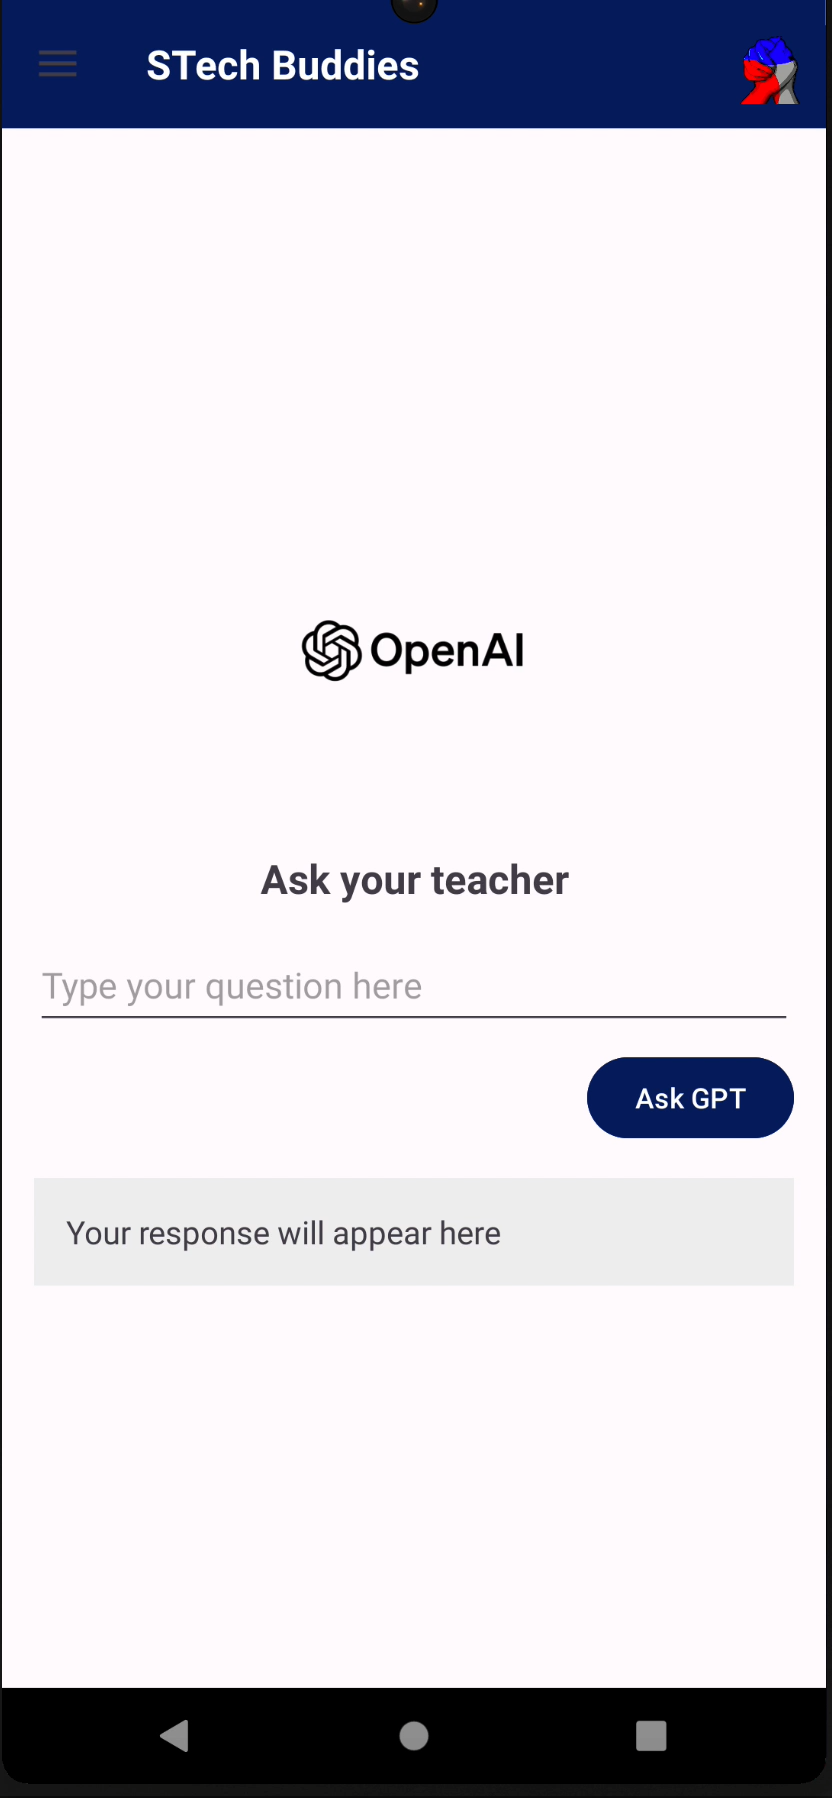 STech Buddies
OpenAI
Ask your teacher
Type your question here
Ask GPT
Your response will appear here